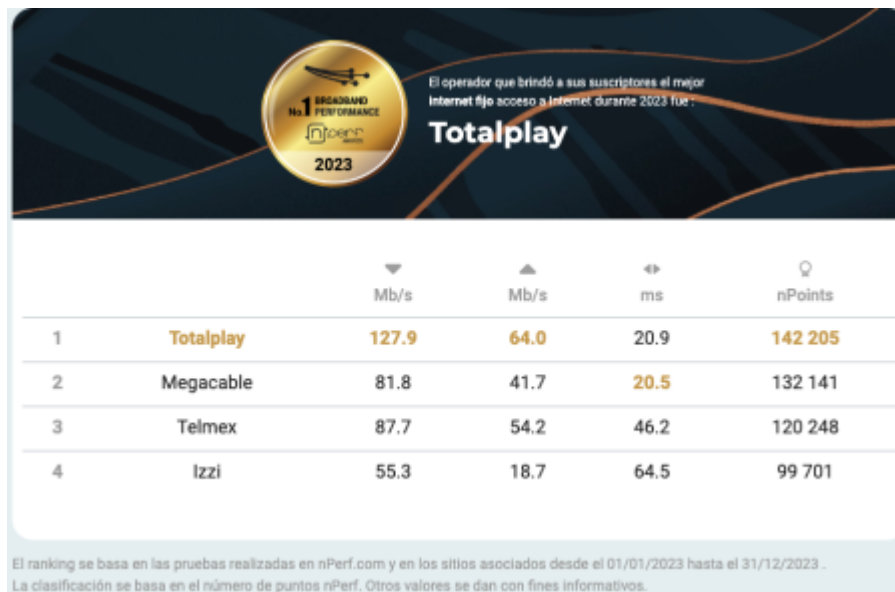 El operador que brindó a sus suscriptores el mejor
No.1 BROADBAND PERFORMANCE
internet fijo acceso a Internet durante 2023 fue :
nPerf
Totalplay
2023
Mb/s Mb/s ms nPoints
1 Totalplay 127.9 64.0 20.9 142 205
2 Megacable 81.8 41.7 20.5 132 141
3 Telmex 87.7 54.2 46.2 120 248
4 Izzi 55.3 18.7 64.5 99 701
El ranking se basa en las pruebas realizadas en nPerf.com y en los sitios asociados desde el 01/01/2023 hasta el 31/12/2023 .
La clasificación se basa en el número de puntos nPerf. Otros valores se dan con fines informativos.